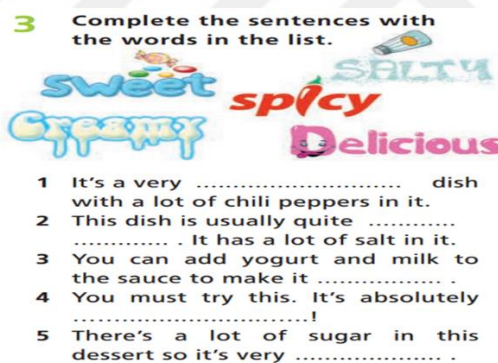 3 Complete the sentences with
the words in the list.
Sweet
SALTY
spicy
Creamy
Delicious
1 It's a very ............................. dish
with a lot of chili peppers in it.
2 This dish is usually quite ............
............. . It has a lot of salt in it.
3 You can add yogurt and milk to
the sauce to make it .................. .
4 You must try this. It's absolutely
.................................!
5 There's a lot of sugar in this
dessert so it's very ..................... .